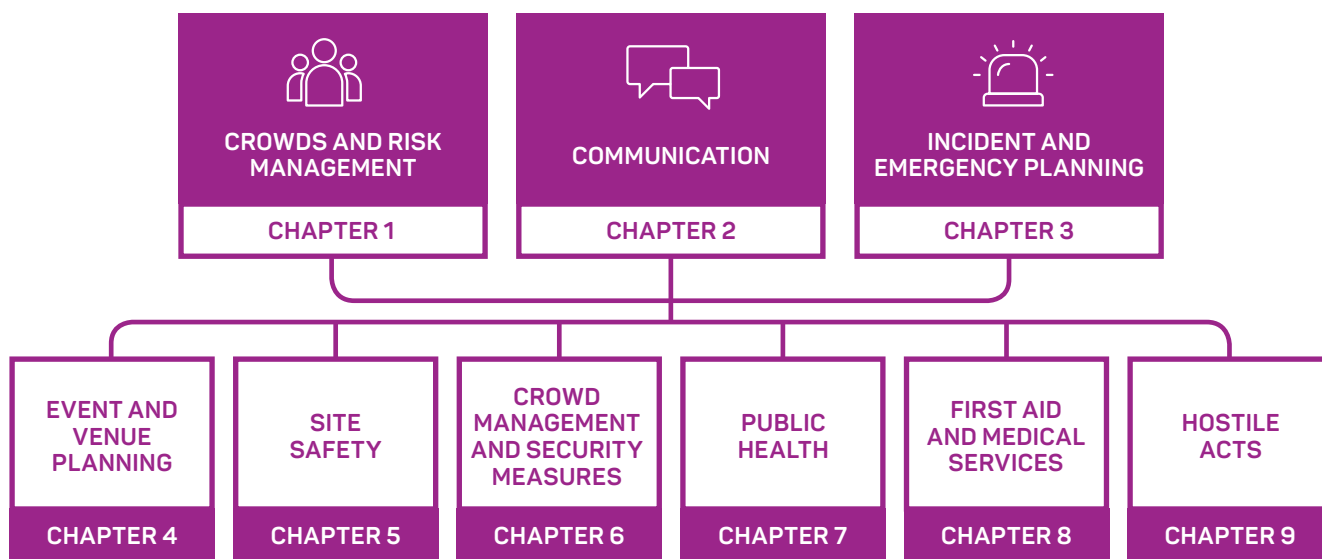 CROWDS AND RISK
MANAGEMENT
CHAPTER 1
COMMUNICATION
CHAPTER 2
INCIDENT AND
EMERGENCY PLANNING
CHAPTER 3
EVENT AND
VENUE
PLANNING
CHAPTER 4
SITE
SAFETY
CHAPTER 5
CROWD
MANAGEMENT
AND SECURITY
MEASURES
CHAPTER 6
PUBLIC
HEALTH
CHAPTER 7
FIRST AID
AND MEDICAL
SERVICES
CHAPTER 8
HOSTILE
ACTS
CHAPTER 9